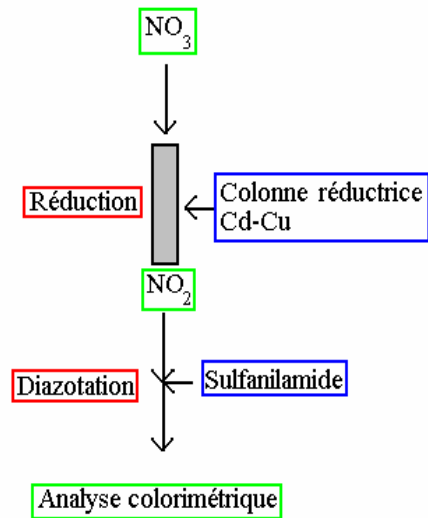 NO3
Réduction
Colonne réductrice
Cd-Cu
NO2
Diazotation
Sulfanilamide
Analyse colorimétrique